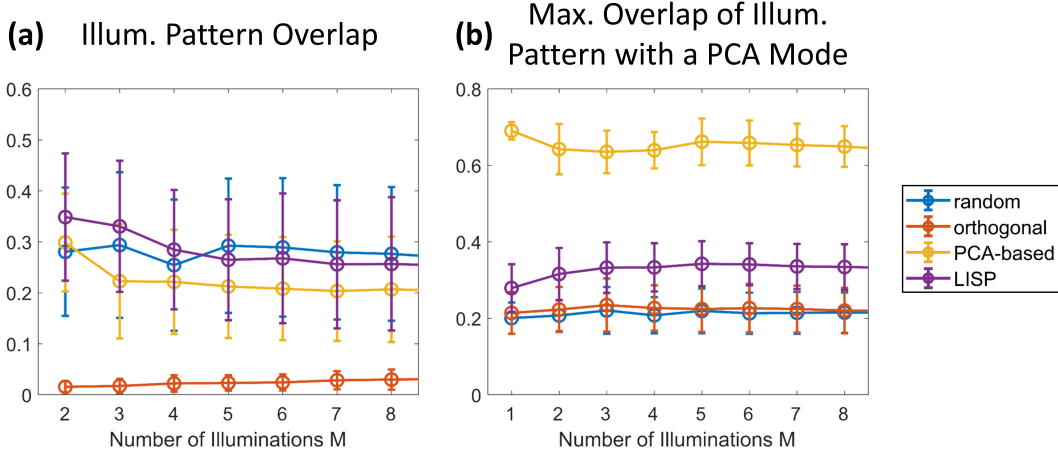 (a) Illum. Pattern Overlap
0.6
0.5
0.4
0.3
0.2
0.1
0
2 3 4 5 6 7 8
Number of Illuminations M
(b) Max. Overlap of Illum.
Pattern with a PCA Mode
0.8
0.6
0.4
0.2
0
1 2 3 4 5 6 7 8
Number of Illuminations M
random
orthogonal
PCA-based
LISP